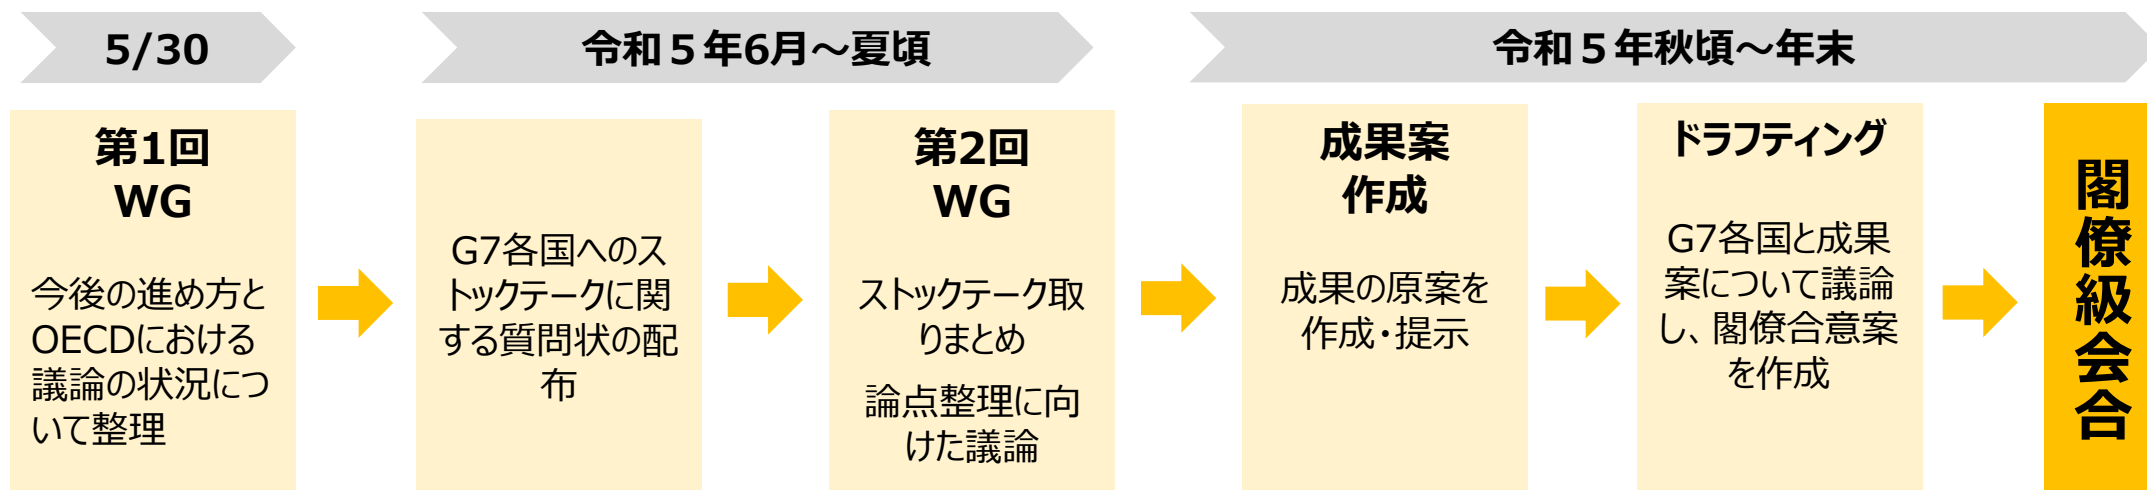 5/30
令和５年6月～夏頃
令和５年秋頃～年末
第1回
WG
今後の進め方と
OECDにおける
議論の状況につ
いて整理
G7各国へのス
トックテークに関
する質問状の配
布
第2回
WG
ストックテーク取
りまとめ
論点整理に向
けた議論
成果案
作成
成果の原案を
作成・提示
ドラフティング
G7各国と成果
案について議論
し、閣僚合意案
を作成
閣僚級会合